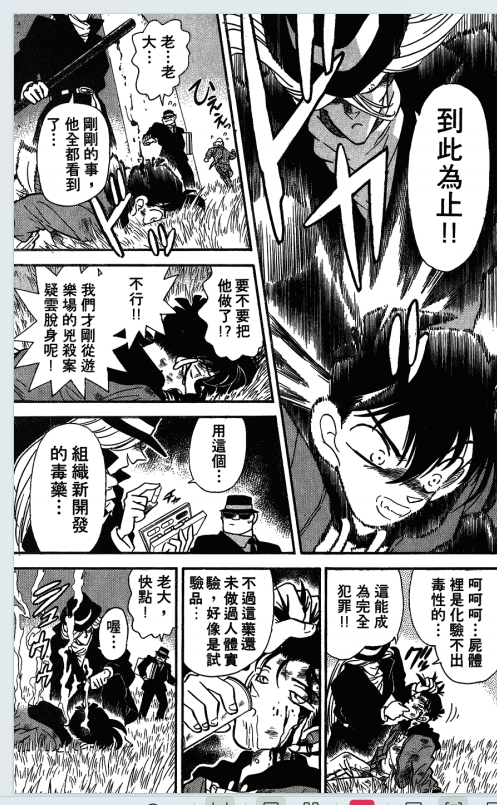 到此為止!!
老…老
大…
ひええ
剛剛的事，
他全都看到
了…
要不要把
他做了!?
不行!!
我們才剛從遊
樂場的兇殺案
疑雲脫身呢！
用這個…
組織新開發
的毒藥…
呵呵呵…屍體
裡是化驗不出
毒性的…
這能成
為完全
犯罪!!
不過這藥還
未做過人體實
驗，好像是試
驗品…
老大，
快點！
喔…